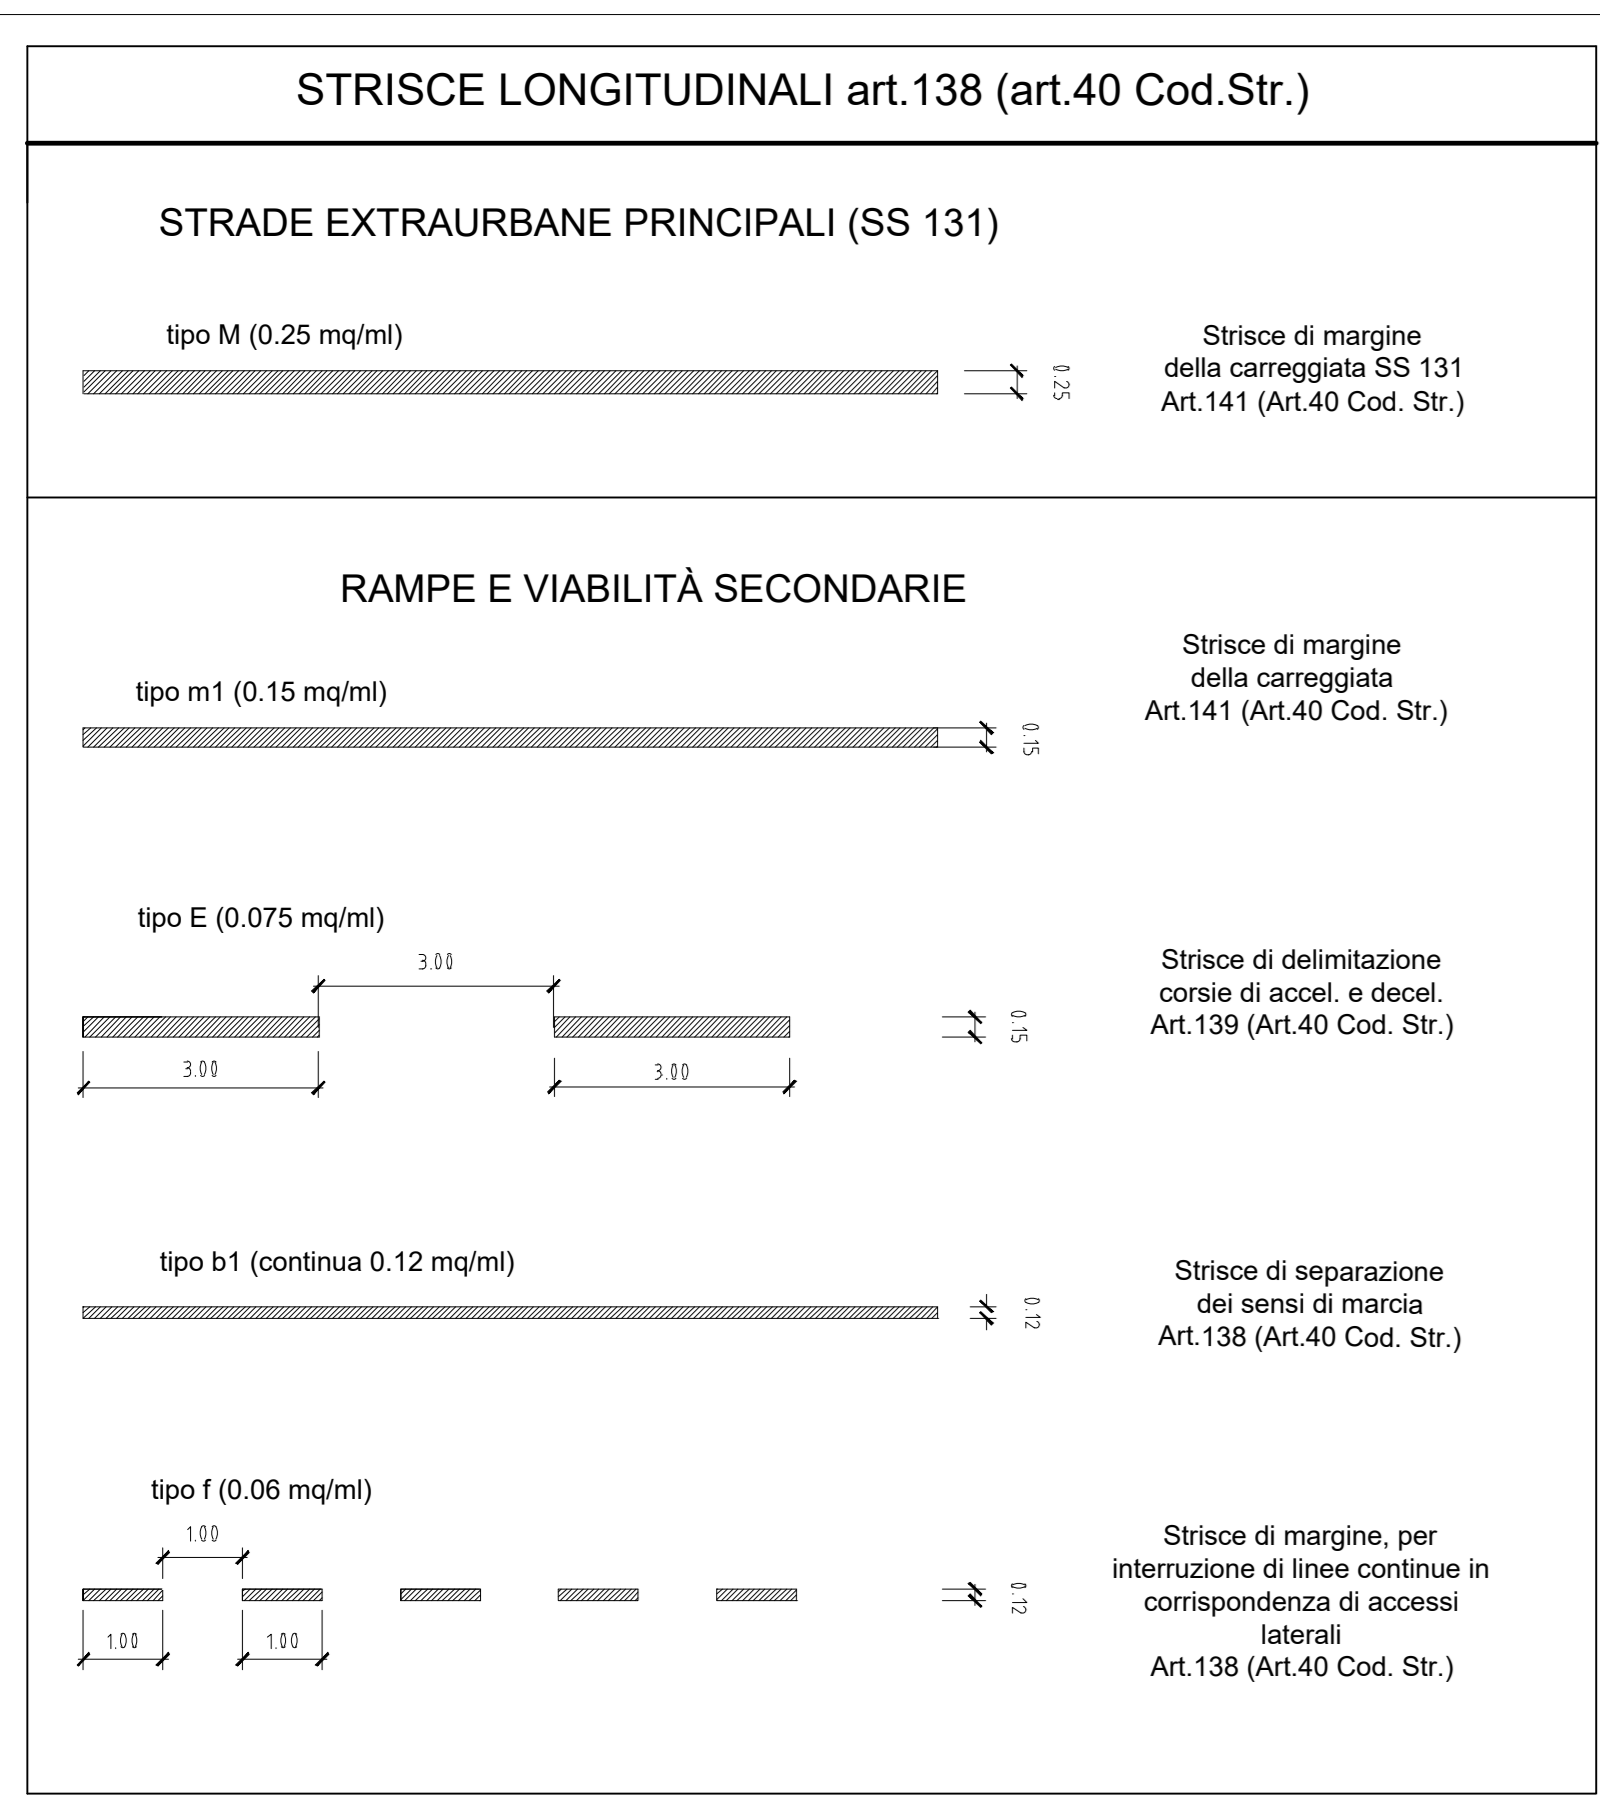 STRISCE LONGITUDINALI art.138 (art.40 Cod.Str.)
STRADE EXTRAURBANE PRINCIPALI (SS 131)
tipo M (0.25 mq/ml)
0.25
Strisce di margine
della carreggiata SS 131
Art.141 (Art.40 Cod. Str.)
RAMPE E VIABILITÀ SECONDARIE
tipo m1 (0.15 mq/ml)
0.15
Strisce di margine
della carreggiata
Art.141 (Art.40 Cod. Str.)
tipo E (0.075 mq/ml)
3.00
3.00
3.00
0.15
Strisce di delimitazione
corsie di accel. e decel.
Art.139 (Art.40 Cod. Str.)
tipo b1 (continua 0.12 mq/ml)
0.12
Strisce di separazione
dei sensi di marcia
Art.138 (Art.40 Cod. Str.)
tipo f (0.06 mq/ml)
1.00
1.00
1.00
0.12
Strisce di margine, per
interruzione di linee continue in
corrispondenza di accessi
laterali
Art.138 (Art.40 Cod. Str.)